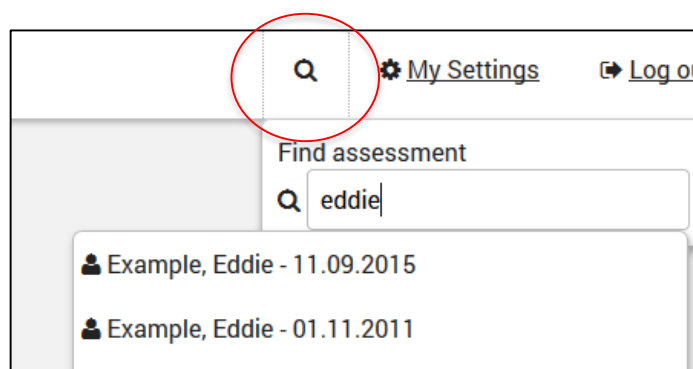 My Settings
Find assessment
eddie
Example, Eddie - 11.09.2015
Example, Eddie - 01.11.2011